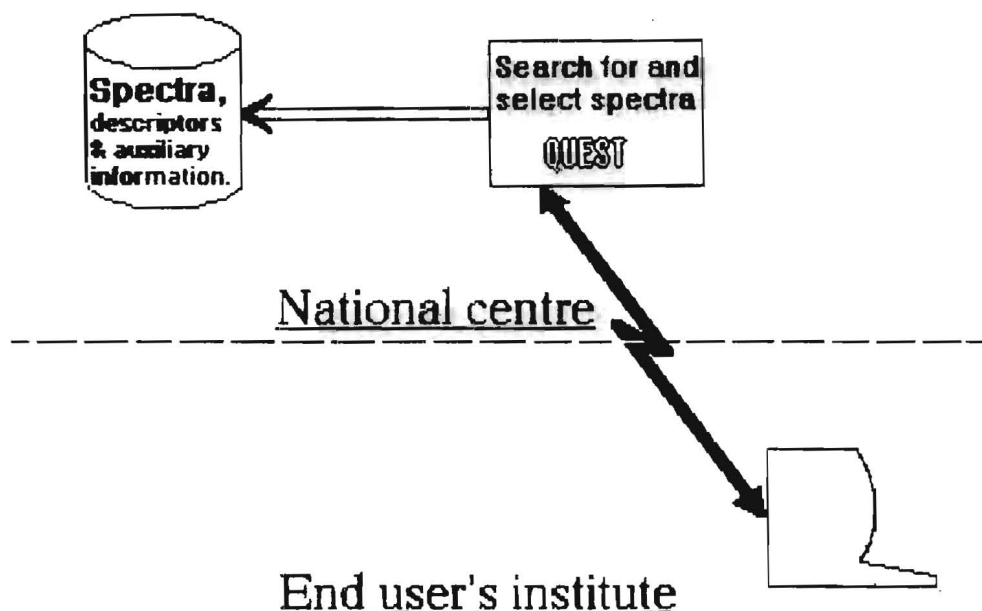 Spectra,
descriptors
& auxiliary
information.
Search for and
select spectra
QUEST
National centre
End user's institute